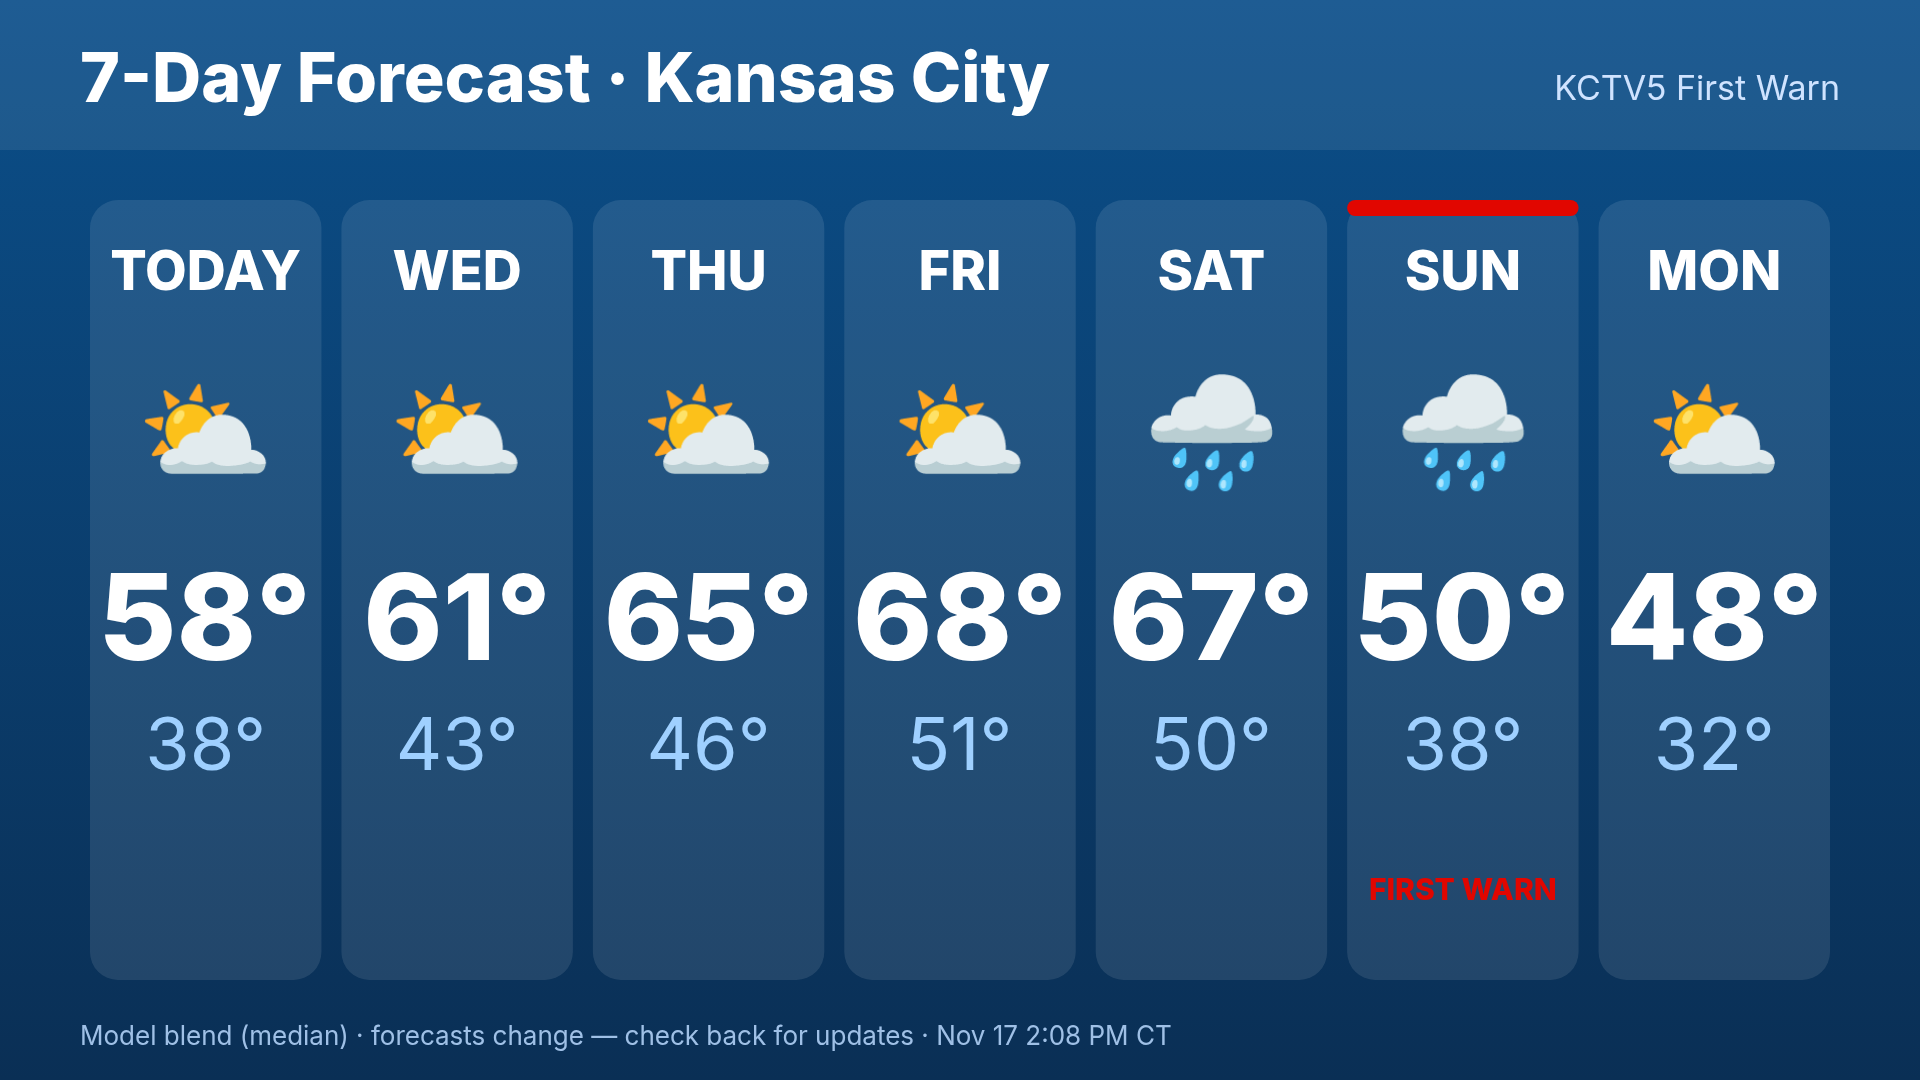 7-Day Forecast · Kansas City
KCTV5 First Warn
TODAY WED THU FRI SAT SUN MON
58° 61° 65° 68° 67° 50° 48°
38° 43° 46° 51° 50° 38° 32°
FIRST WARN
Model blend (median) · forecasts change — check back for updates · Nov 17 2:08 PM CT